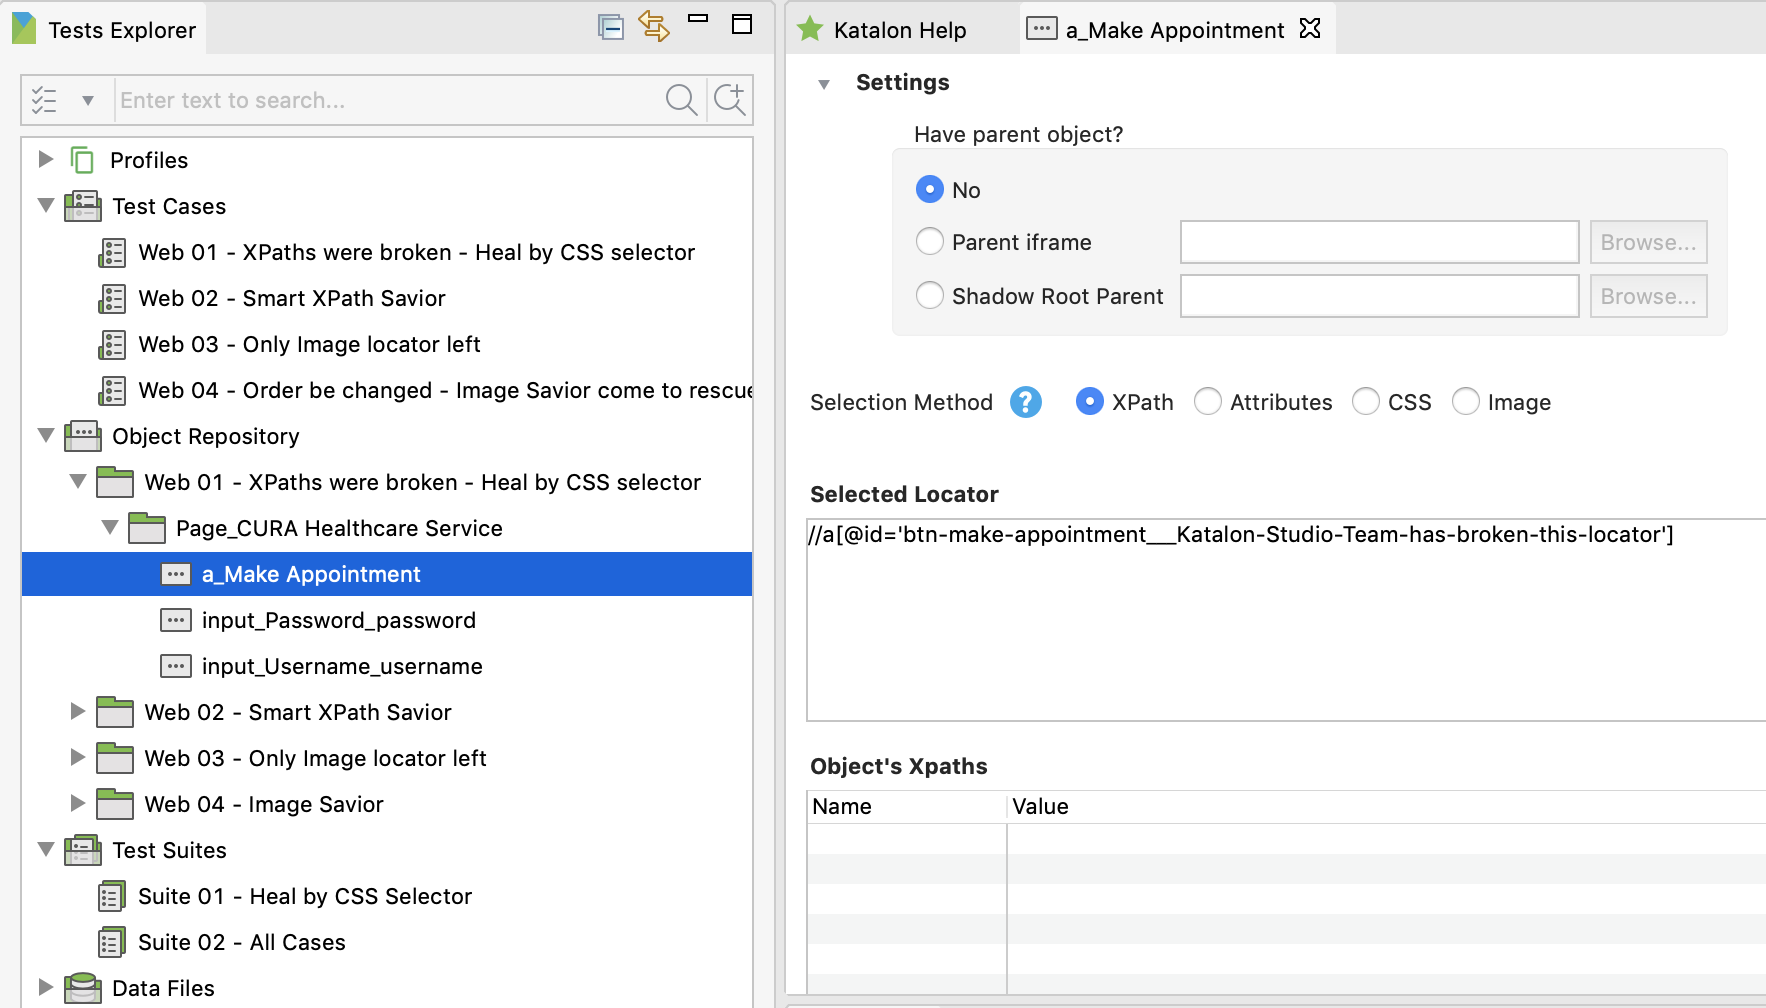 Tests Explorer
Enter text to search...
Profiles
Test Cases
Web 01 - XPaths were broken - Heal by CSS selector
Web 02 - Smart XPath Savior
Web 03 - Only Image locator left
Web 04 - Order be changed - Image Savior come to rescue
Object Repository
Web 01 - XPaths were broken - Heal by CSS selector
Page_CURA Healthcare Service
a_Make Appointment
input_Password_password
input_Username_username
Web 02 - Smart XPath Savior
Web 03 - Only Image locator left
Web 04 - Image Savior
Test Suites
Suite 01 - Heal by CSS Selector
Suite 02 - All Cases
Data Files
Katalon Help
a_Make Appointment
Settings
Have parent object?
No
Parent iframe Browse...
Shadow Root Parent Browse...
Selection Method ? XPath Attributes CSS Image
Selected Locator
//a[@id='btn-make-appointment___Katalon-Studio-Team-has-broken-this-locator']
Object's Xpaths
Name Value